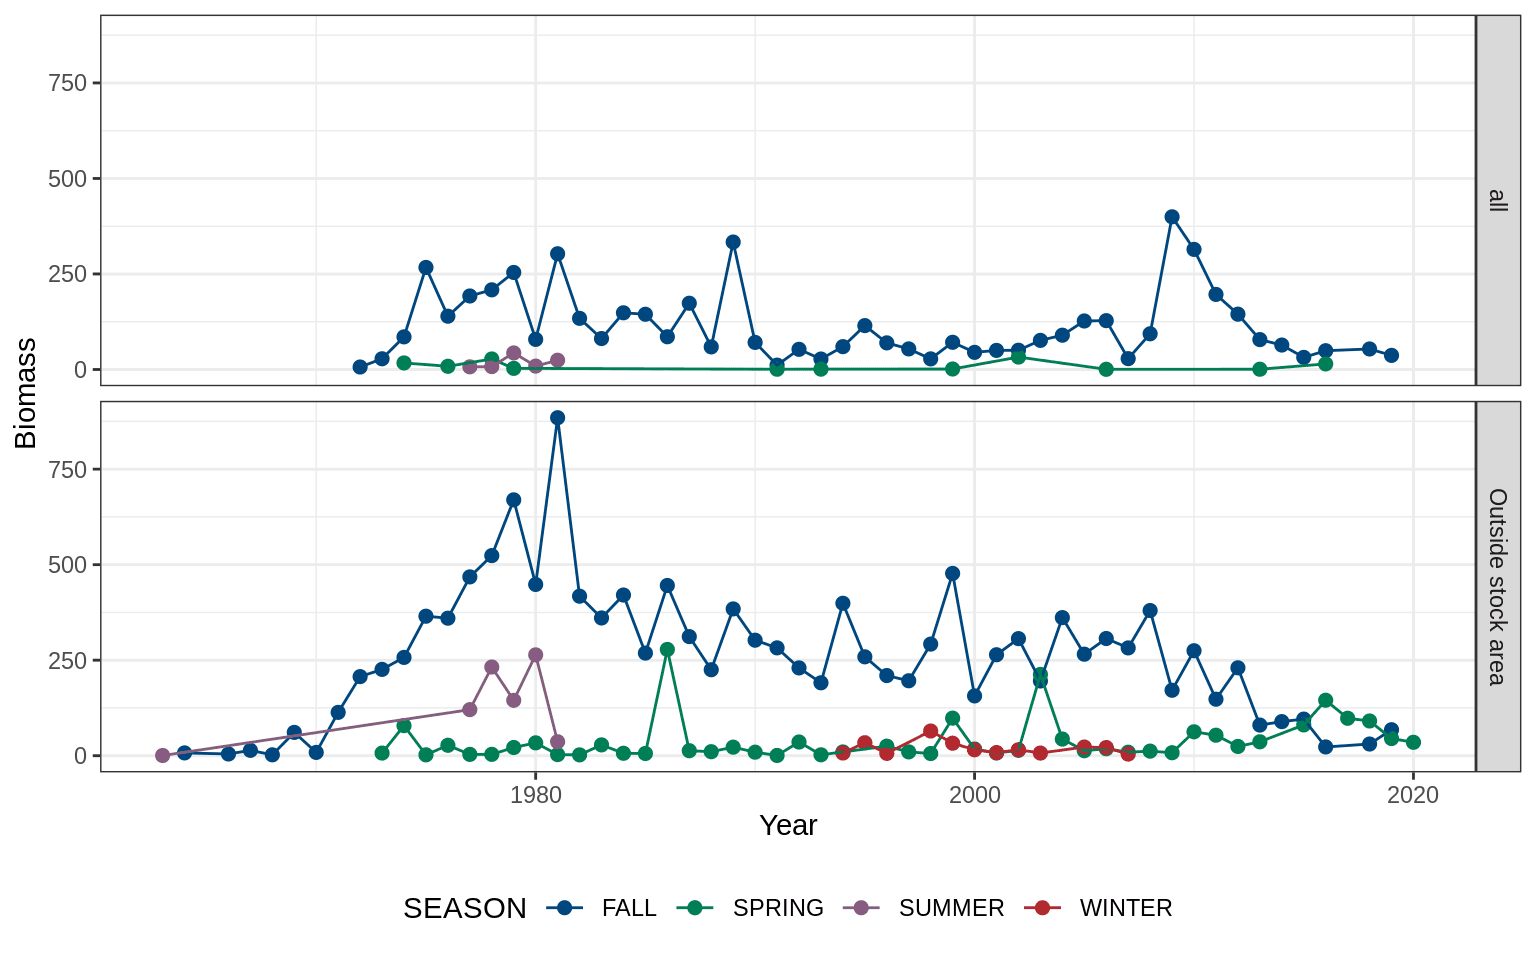 750
500
250
0
all
Biomass
750
500
250
0
Outside stock area
1980 2000 2020
Year
SEASON FALL SPRING SUMMER WINTER